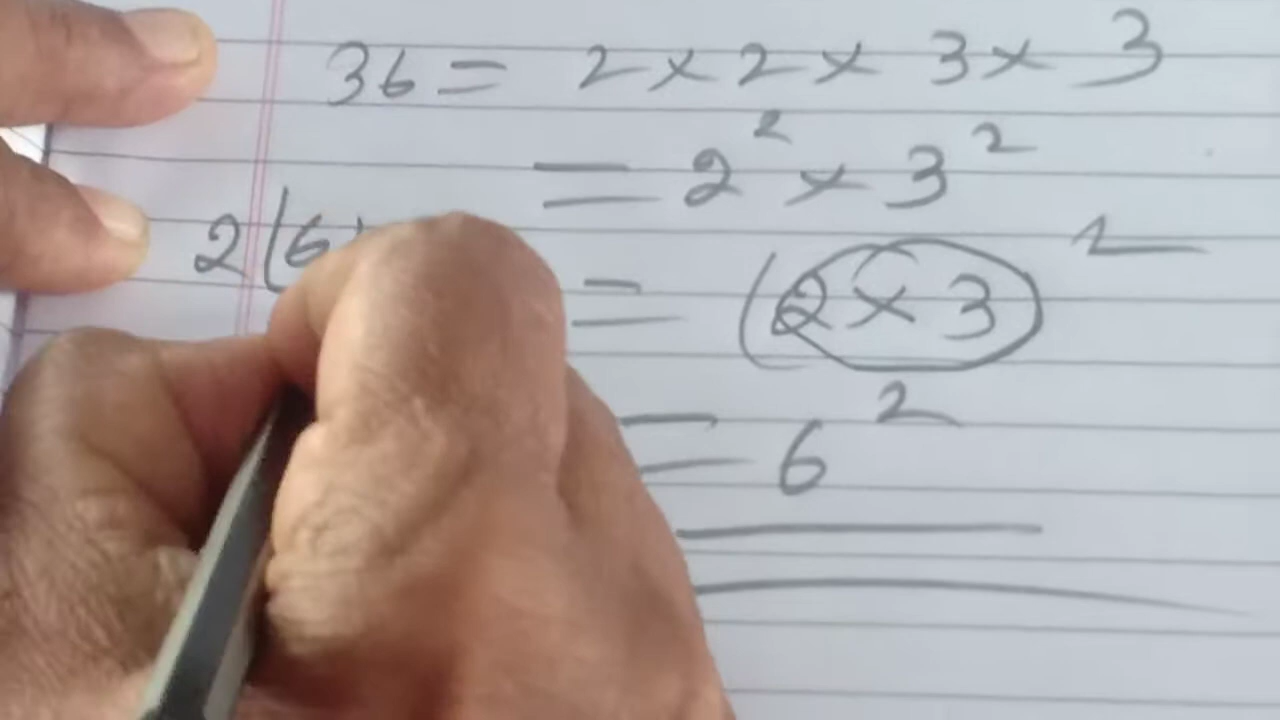 36 = 2 × 2 × 3 × 3
= 2² × 3²
= (2 × 3)²
= 6²
2|6